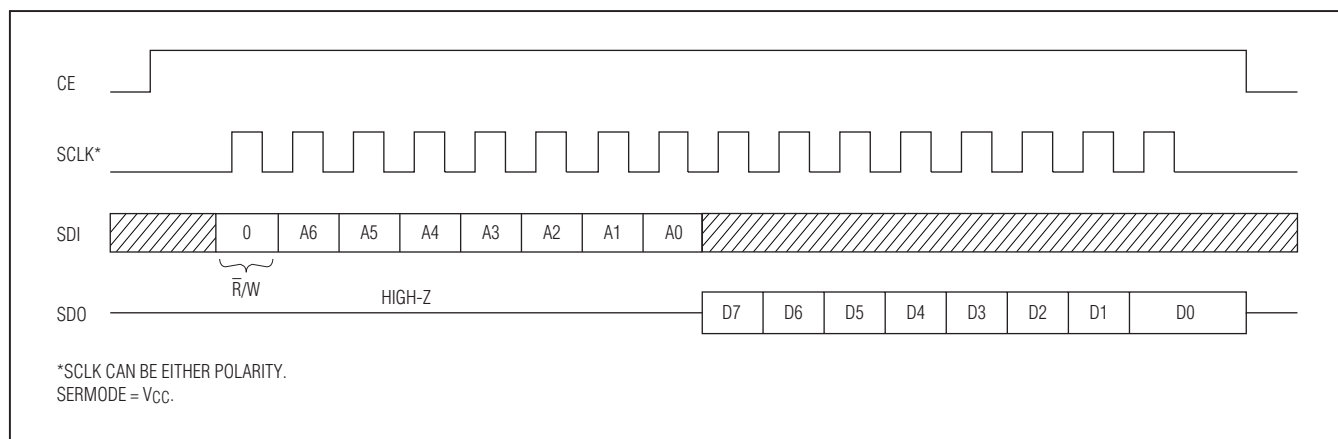 CE
SCLK*
SDI 0 A6 A5 A4 A3 A2 A1 A0
R̅/W
HIGH-Z
SDO D7 D6 D5 D4 D3 D2 D1 D0
*SCLK CAN BE EITHER POLARITY.
SERMODE = VCC.